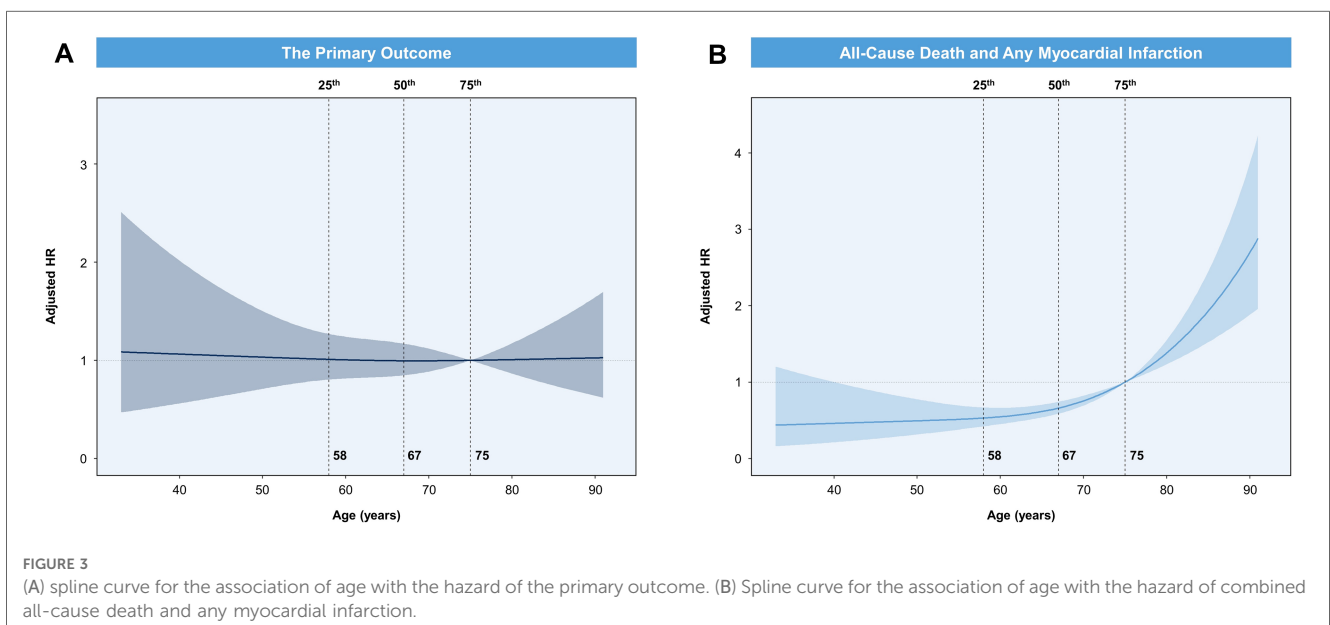 A
The Primary Outcome
25th 50th 75th
3
2
1
0
Adjusted HR
58 67 75
40 50 60 70 80 90
Age (years)
B
All-Cause Death and Any Myocardial Infarction
25th 50th 75th
4
3
2
1
0
Adjusted HR
58 67 75
40 50 60 70 80 90
Age (years)
FIGURE 3
(A) spline curve for the association of age with the hazard of the primary outcome. (B) Spline curve for the association of age with the hazard of combined
all-cause death and any myocardial infarction.